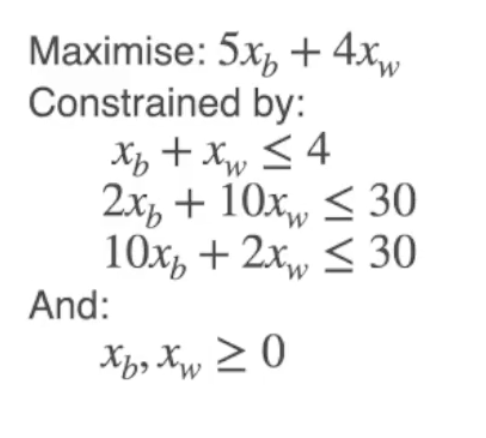 Maximise: 5x_b + 4x_w
Constrained by:
x_b + x_w ≤ 4
2x_b + 10x_w ≤ 30
10x_b + 2x_w ≤ 30
And:
x_b, x_w ≥ 0